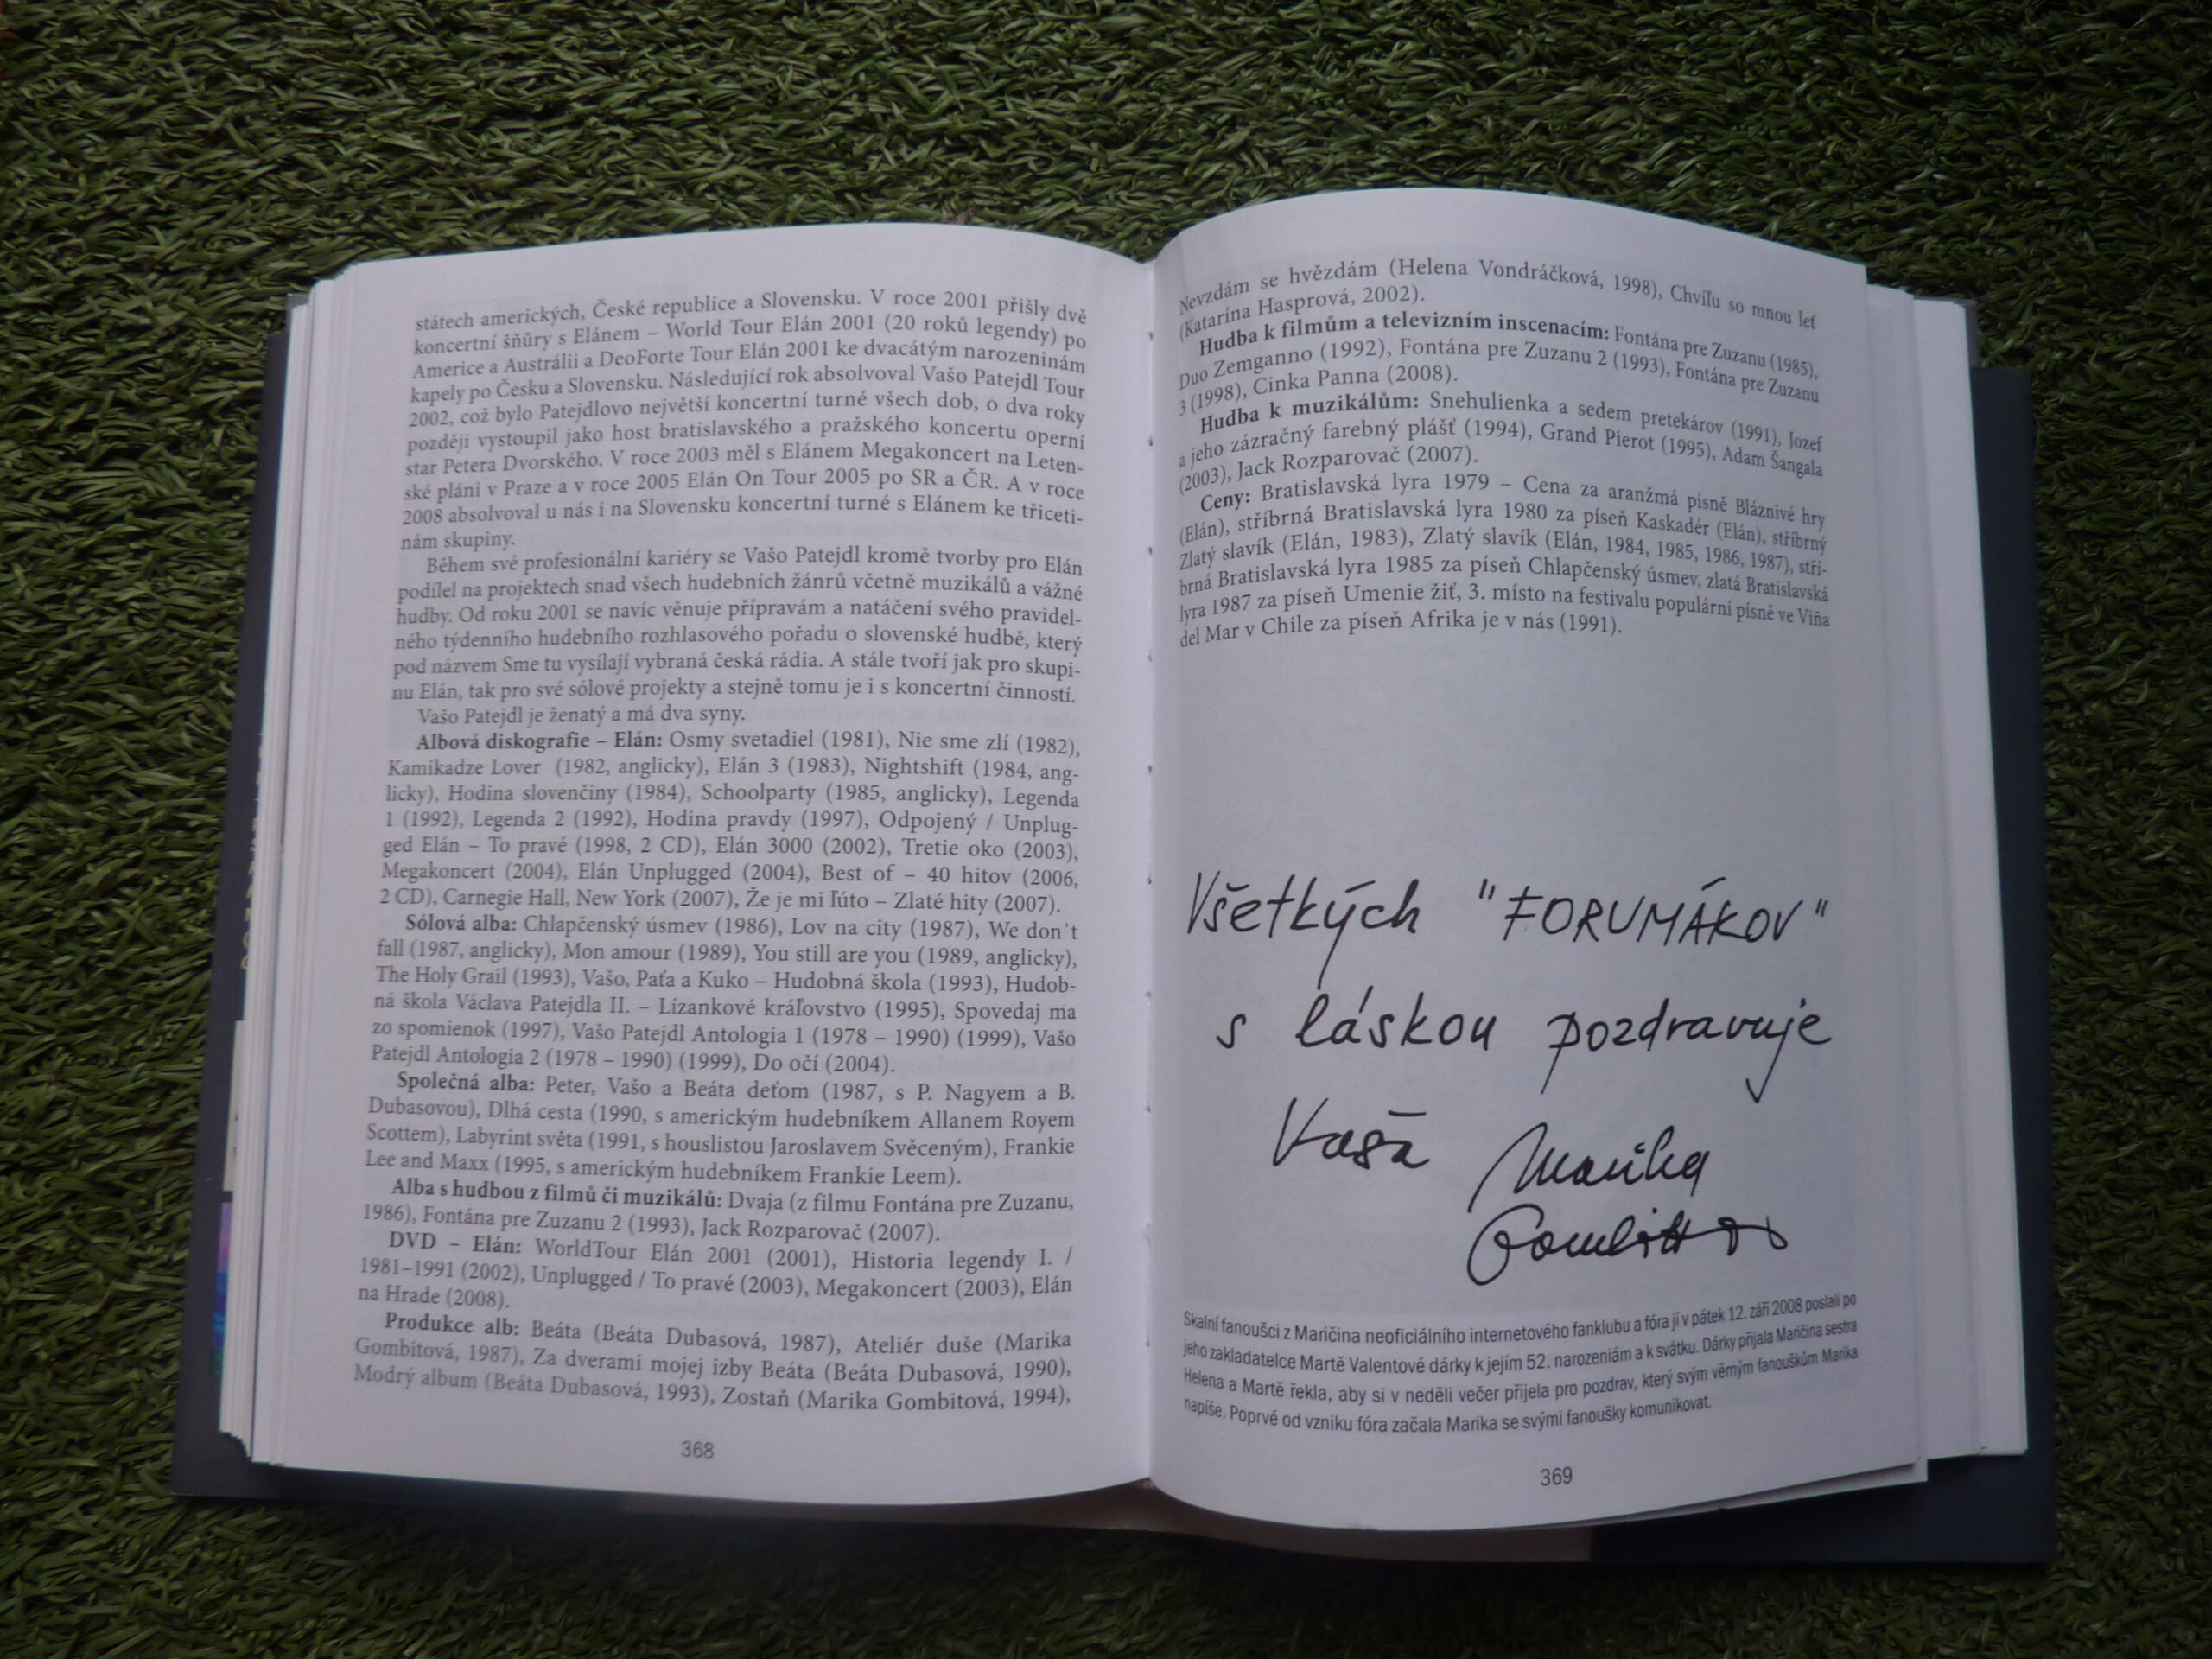 státech amerických, České republice a Slovensku. V roce 2001 přišly dvě
koncertní šňůry s Elánem – World Tour Elán 2001 (20 roků legendy) po
Americe a Austrálii a DeoForte Tour Elán 2001 ke dvacátým narozeninám
kapely po Česku a Slovensku. Následující rok absolvoval Vašo Patejdl Tour
2002, což bylo Patejdlovo největší koncertní turné všech dob, o dva roky
později vystoupil jako host bratislavského a pražského koncertu operní
star Petera Dvorského. V roce 2003 měl s Elánem Megakoncert na Leten-
ské pláni v Praze a v roce 2005 Elán On Tour 2005 po SR a ČR. A v roce
2008 absolvoval u nás i na Slovensku koncertní turné s Elánem ke třiceti-
nám skupiny.
Během své profesionální kariéry se Vašo Patejdl kromě tvorby pro Elán
podílel na projektech snad všech hudebních žánrů včetně muzikálů a vážné
hudby. Od roku 2001 se navíc věnuje přípravám a natáčení svého pravidel-
ného týdenního hudebního rozhlasového pořadu o slovenské hudbě, který
pod názvem Sme tu vysílají vybraná česká rádia. A stále tvoří jak pro skupi-
nu Elán, tak pro své sólové projekty a stejně tomu je i s koncertní činností.
Vašo Patejdl je ženatý a má dva syny.
Albová diskografie – Elán: Osmy svetadiel (1981), Nie sme zlí (1982),
Kamikadze Lover (1982, anglicky), Elán 3 (1983), Nightshift (1984, ang-
licky), Hodina slovenčiny (1984), Schoolparty (1985, anglicky), Legenda
1 (1992), Legenda 2 (1992), Hodina pravdy (1997), Odpojený / Unplug-
ged Elán – To pravé (1998, 2 CD), Elán 3000 (2002), Tretie oko (2003),
Megakoncert (2004), Elán Unplugged (2004), Best of – 40 hitov (2006,
2 CD), Carnegie Hall, New York (2007), Že je mi ľúto – Zlaté hity (2007).
Sólová alba: Chlapčenský úsmev (1986), Lov na city (1987), We don't
fall (1987, anglicky), Mon amour (1989), You still are you (1989, anglicky),
The Holy Grail (1993), Vašo, Paťa a Kuko – Hudobná škola (1993), Hudob-
ná škola Václava Patejdla II. – Lízankové kráľovstvo (1995), Spovedaj ma
zo spomienok (1997), Vašo Patejdl Antologia 1 (1978 – 1990) (1999), Vašo
Patejdl Antologia 2 (1978 – 1990) (1999), Do očí (2004).
Společná alba: Peter, Vašo a Beáta deťom (1987, s P. Nagyem a B.
Dubasovou), Dlhá cesta (1990, s americkým hudebníkem Allanem Royem
Scottem), Labyrint světa (1991, s houslistou Jaroslavem Svěceným), Frankie
Lee and Maxx (1995, s americkým hudebníkem Frankie Leem).
Alba s hudbou z filmů či muzikálů: Dvaja (z filmu Fontána pre Zuzanu,
1986), Fontána pre Zuzanu 2 (1993), Jack Rozparovač (2007).
DVD – Elán: WorldTour Elán 2001 (2001), Historia legendy I. /
1981–1991 (2002), Unplugged / To pravé (2003), Megakoncert (2003), Elán
na Hrade (2008).
Produkce alb: Beáta (Beáta Dubasová, 1987), Ateliér duše (Marika
Gombitová, 1987), Za dverami mojej izby Beáta (Beáta Dubasová, 1990),
Modrý album (Beáta Dubasová, 1993), Zostaň (Marika Gombitová, 1994),
368
Nevzdám se hvězdám (Helena Vondráčková, 1998), Chvíľu so mnou leť
(Katarína Hasprová, 2002).
Hudba k filmům a televizním inscenacím: Fontána pre Zuzanu (1985),
Duo Zemganno (1992), Fontána pre Zuzanu 2 (1993), Fontána pre Zuzanu
3 (1998), Cinka Panna (2008).
Hudba k muzikálům: Snehulienka a sedem pretekárov (1991), Jozef
a jeho zázračný farebný plášť (1994), Grand Pierot (1995), Adam Šangala
(2003), Jack Rozparovač (2007).
Ceny: Bratislavská lyra 1979 – Cena za aranžmá písně Bláznivé hry
(Elán), stříbrná Bratislavská lyra 1980 za píseň Kaskadér (Elán), stříbrný
Zlatý slavík (Elán, 1983), Zlatý slavík (Elán, 1984, 1985, 1986, 1987), stří-
brná Bratislavská lyra 1985 za píseň Chlapčenský úsmev, zlatá Bratislavská
lyra 1987 za píseň Umenie žiť, 3. místo na festivalu populární písně ve Viña
del Mar v Chile za píseň Afrika je v nás (1991).
Všetkých "FORUMÁKOV"
s láskou pozdravuje
Vaša Marika
Gombitová
Skalní fanoušci z Maričina neoficiálního internetového fanklubu a fóra jí v pátek 12. září 2008 poslali po
jeho zakladatelce Martě Valentové dárky k jejím 52. narozeniám a k svátku. Dárky přijala Maričina sestra
Helena a Martě řekla, aby si v neděli večer přijela pro pozdrav, který svým věrným fanouškům Marika
napíše. Poprvé od vzniku fóra začala Marika se svými fanoušky komunikovat.
369